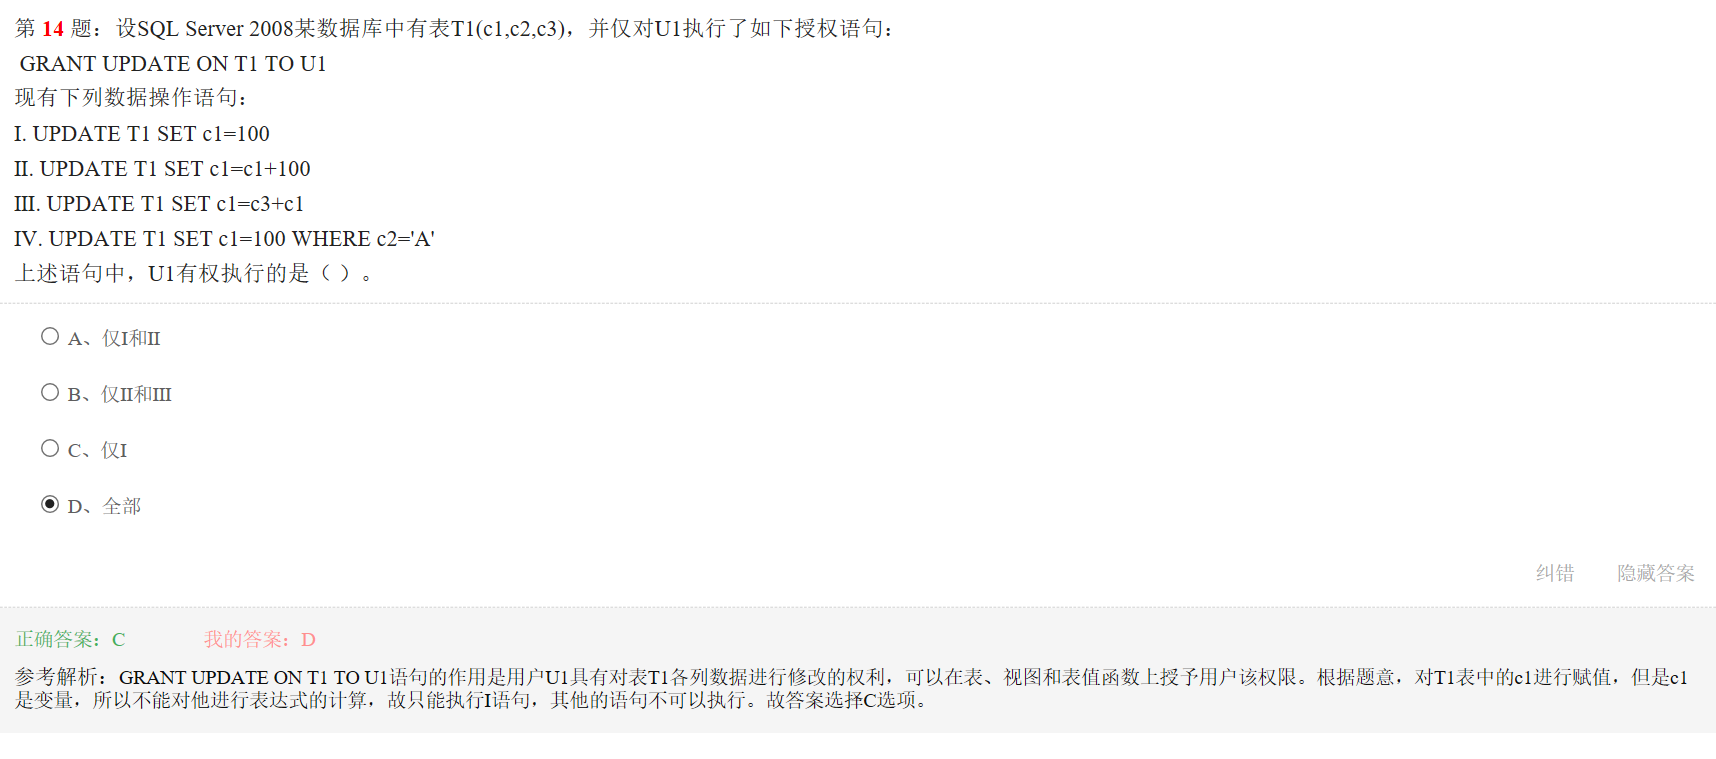 第 14 题：设SQL Server 2008某数据库中有表T1(c1,c2,c3)，并仅对U1执行了如下授权语句：
GRANT UPDATE ON T1 TO U1
现有下列数据操作语句：
I. UPDATE T1 SET c1=100
II. UPDATE T1 SET c1=c1+100
III. UPDATE T1 SET c1=c3+c1
IV. UPDATE T1 SET c1=100 WHERE c2='A'
上述语句中，U1有权执行的是（ ）。
A、仅I和II
B、仅II和III
C、仅I
D、全部
纠错 隐藏答案
正确答案：C 我的答案：D
参考解析：GRANT UPDATE ON T1 TO U1语句的作用是用户U1具有对表T1各列数据进行修改的权利，可以在表、视图和表值函数上授予用户该权限。根据题意，对T1表中的c1进行赋值，但是c1
是变量，所以不能对他进行表达式的计算，故只能执行I语句，其他的语句不可以执行。故答案选择C选项。